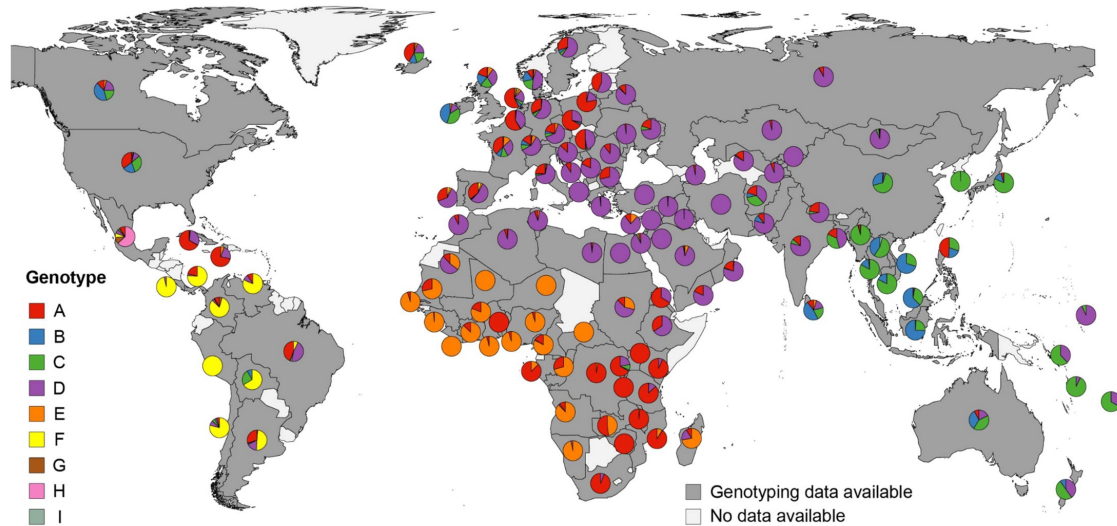 Genotype
A
B
C
D
E
F
G
H
I
Genotyping data available
No data available